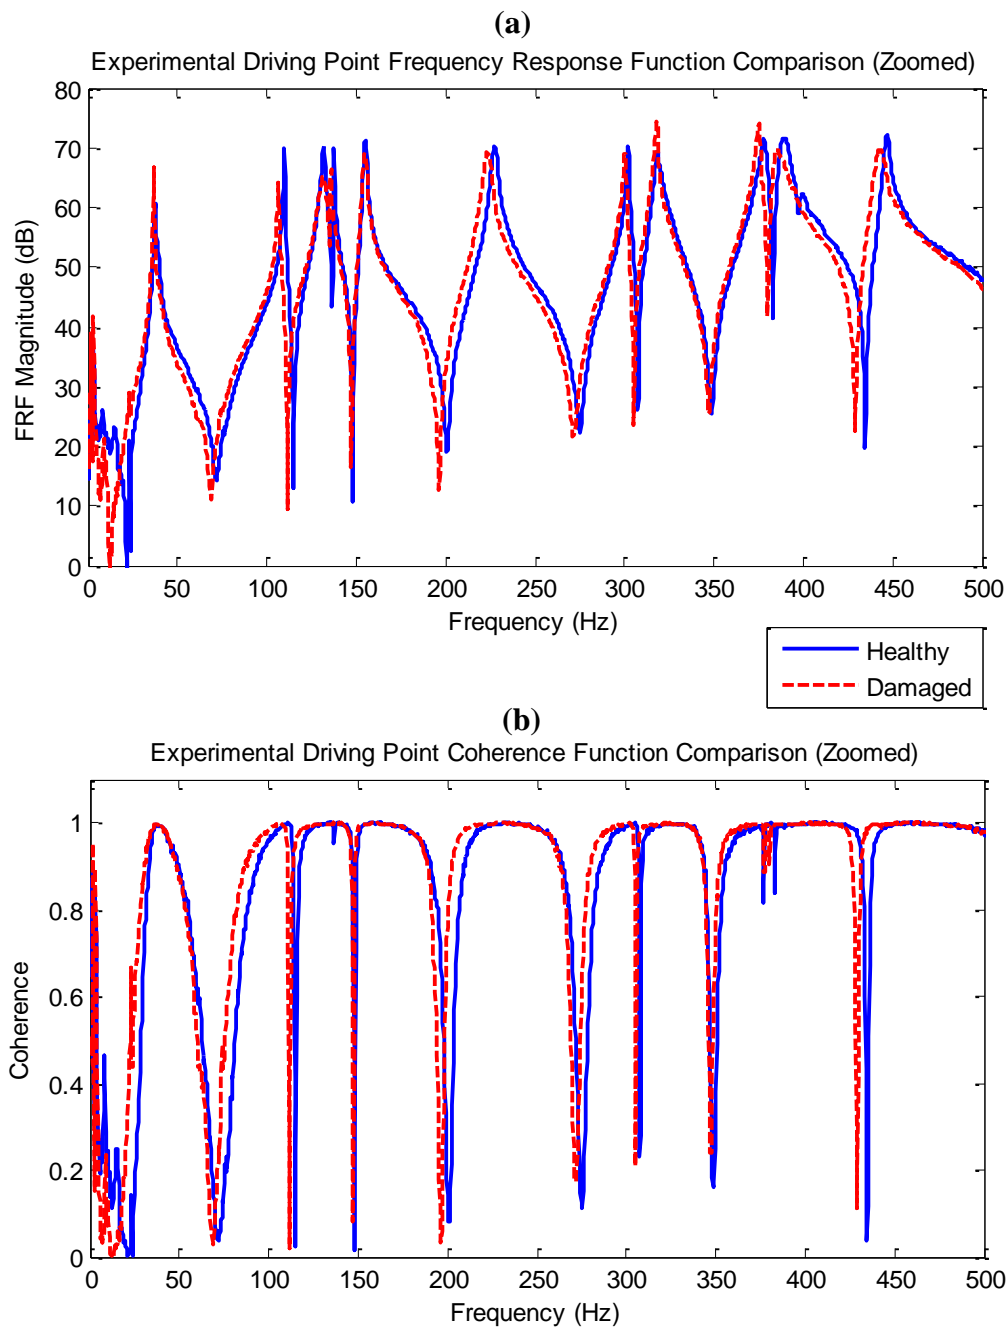 (a)
Experimental Driving Point Frequency Response Function Comparison (Zoomed)
80
70
60
50
40
30
20
10
0
FRF Magnitude (dB)
0 50 100 150 200 250 300 350 400 450 500
Frequency (Hz)
Healthy
Damaged
(b)
Experimental Driving Point Coherence Function Comparison (Zoomed)
1
0.8
0.6
0.4
0.2
0
Coherence
0 50 100 150 200 250 300 350 400 450 500
Frequency (Hz)